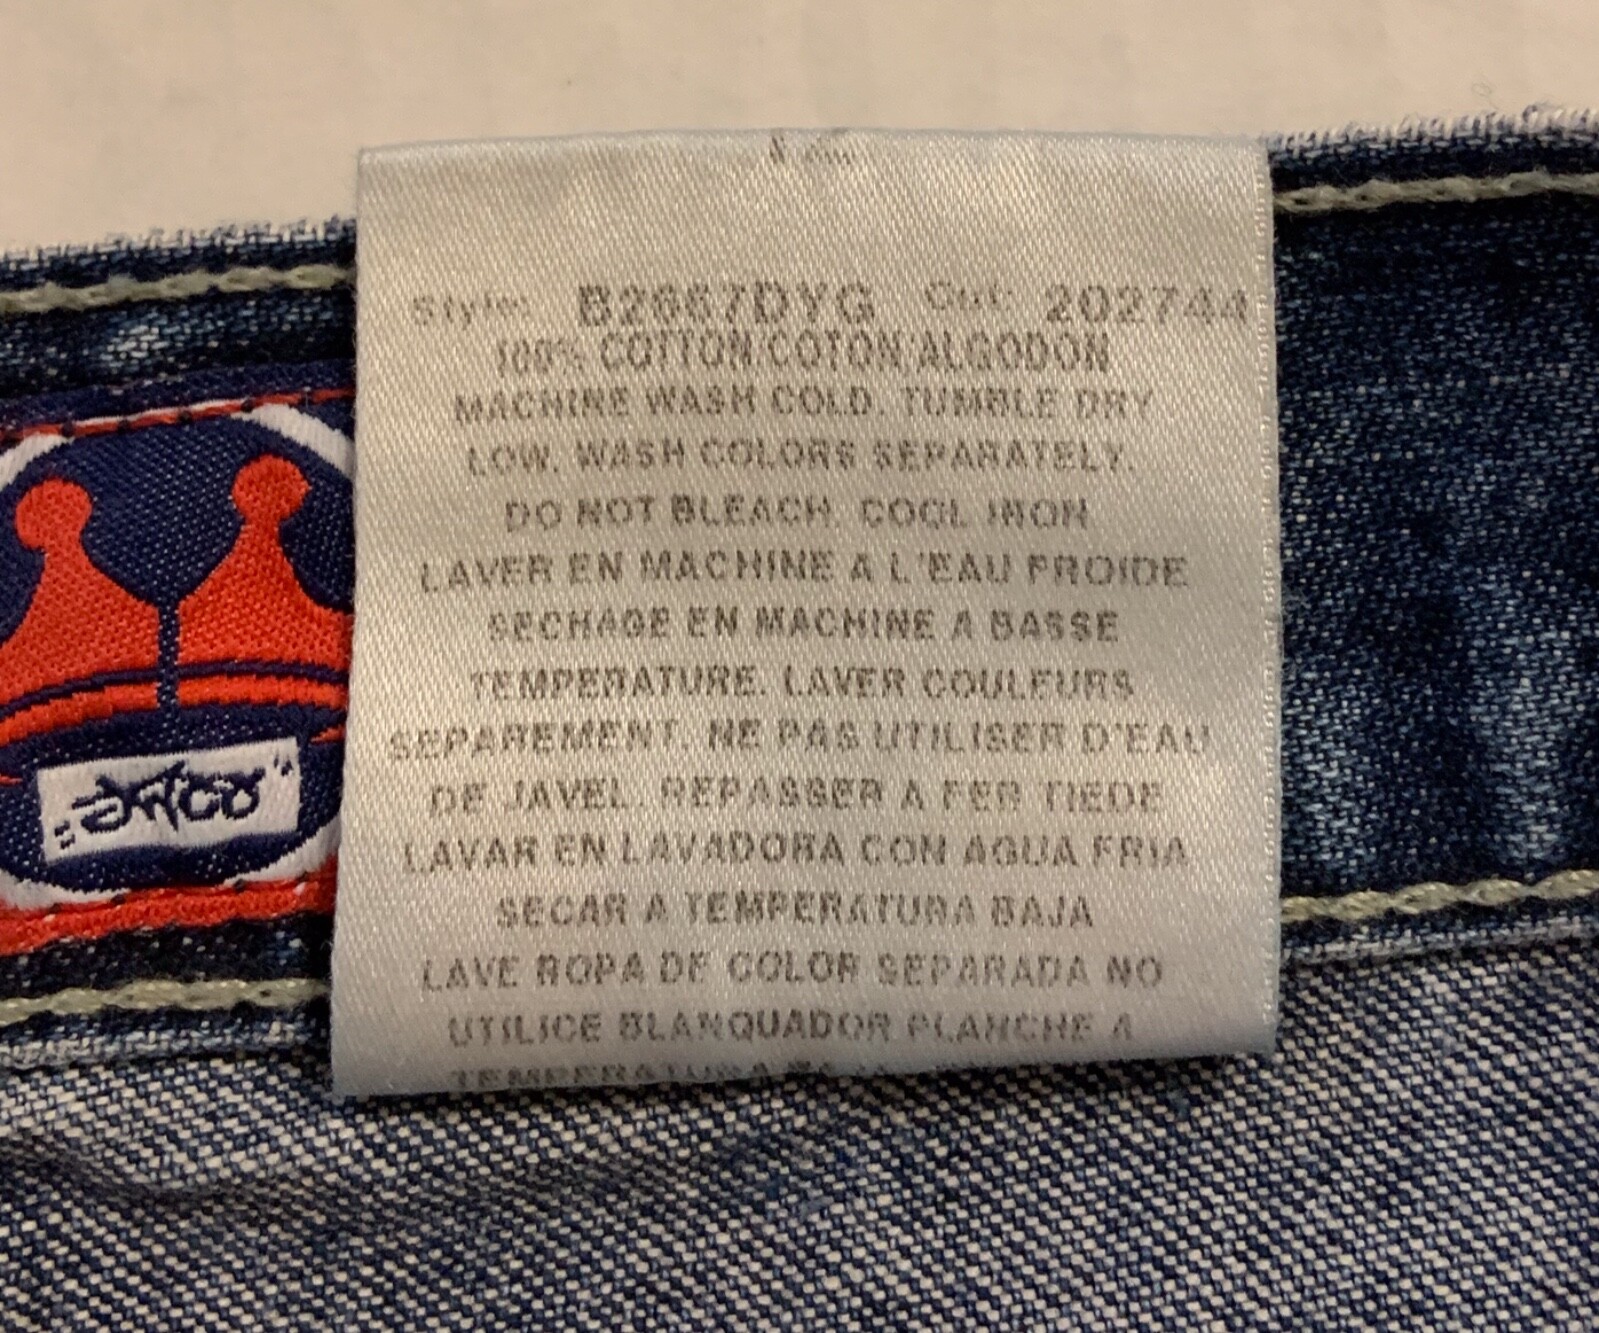 Style: B2667DYG Cut: 202744
100% COTTON/COTON/ALGODON
MACHINE WASH COLD. TUMBLE DRY
LOW. WASH COLORS SEPARATELY.
DO NOT BLEACH. COOL IRON
LAVER EN MACHINE A L'EAU FROIDE
SECHAGE EN MACHINE A BASSE
TEMPERATURE. LAVER COULEURS
SEPAREMENT. NE PAS UTILISER D'EAU
DE JAVEL. REPASSER A FER TIEDE
LAVAR EN LAVADORA CON AGUA FRIA
SECAR A TEMPERATURA BAJA
LAVE ROPA DE COLOR SEPARADA NO
UTILICE BLANQUADOR PLANCHE A
TEMPERATURA
JNCO